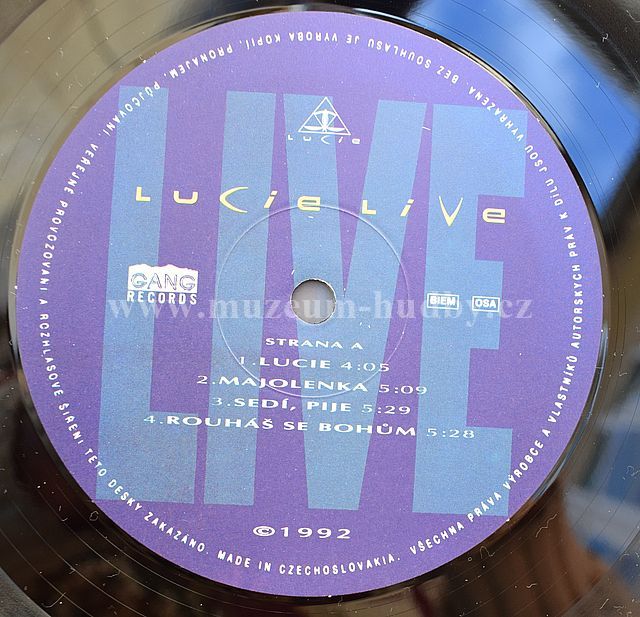 LIVE
LuCie
LuCie LiVe
GANG
RECORDS
BIEM
OSA
www.muzeum-hudby.cz
STRANA A
1.LUCIE 4:05
2.MAJOLENKA 5:09
3.SEDÍ, PIJE 5:29
4.ROUHÁŠ SE BOHŮM 5:28
©1992
VŠECHNA PRÁVA VÝROBCE A VLASTNÍKŮ AUTORSKÝCH PRÁV K DÍLU JSOU VYHRAZENA. BEZ SOUHLASU JE VÝROBA KOPIÍ, PRONÁJEM, PŮJČOVÁNÍ, VEŘEJNÉ PROVOZOVÁNÍ A ROZHLASOVÉ ŠÍŘENÍ TÉTO DESKY ZAKÁZÁNO. MADE IN CZECHOSLOVAKIA.